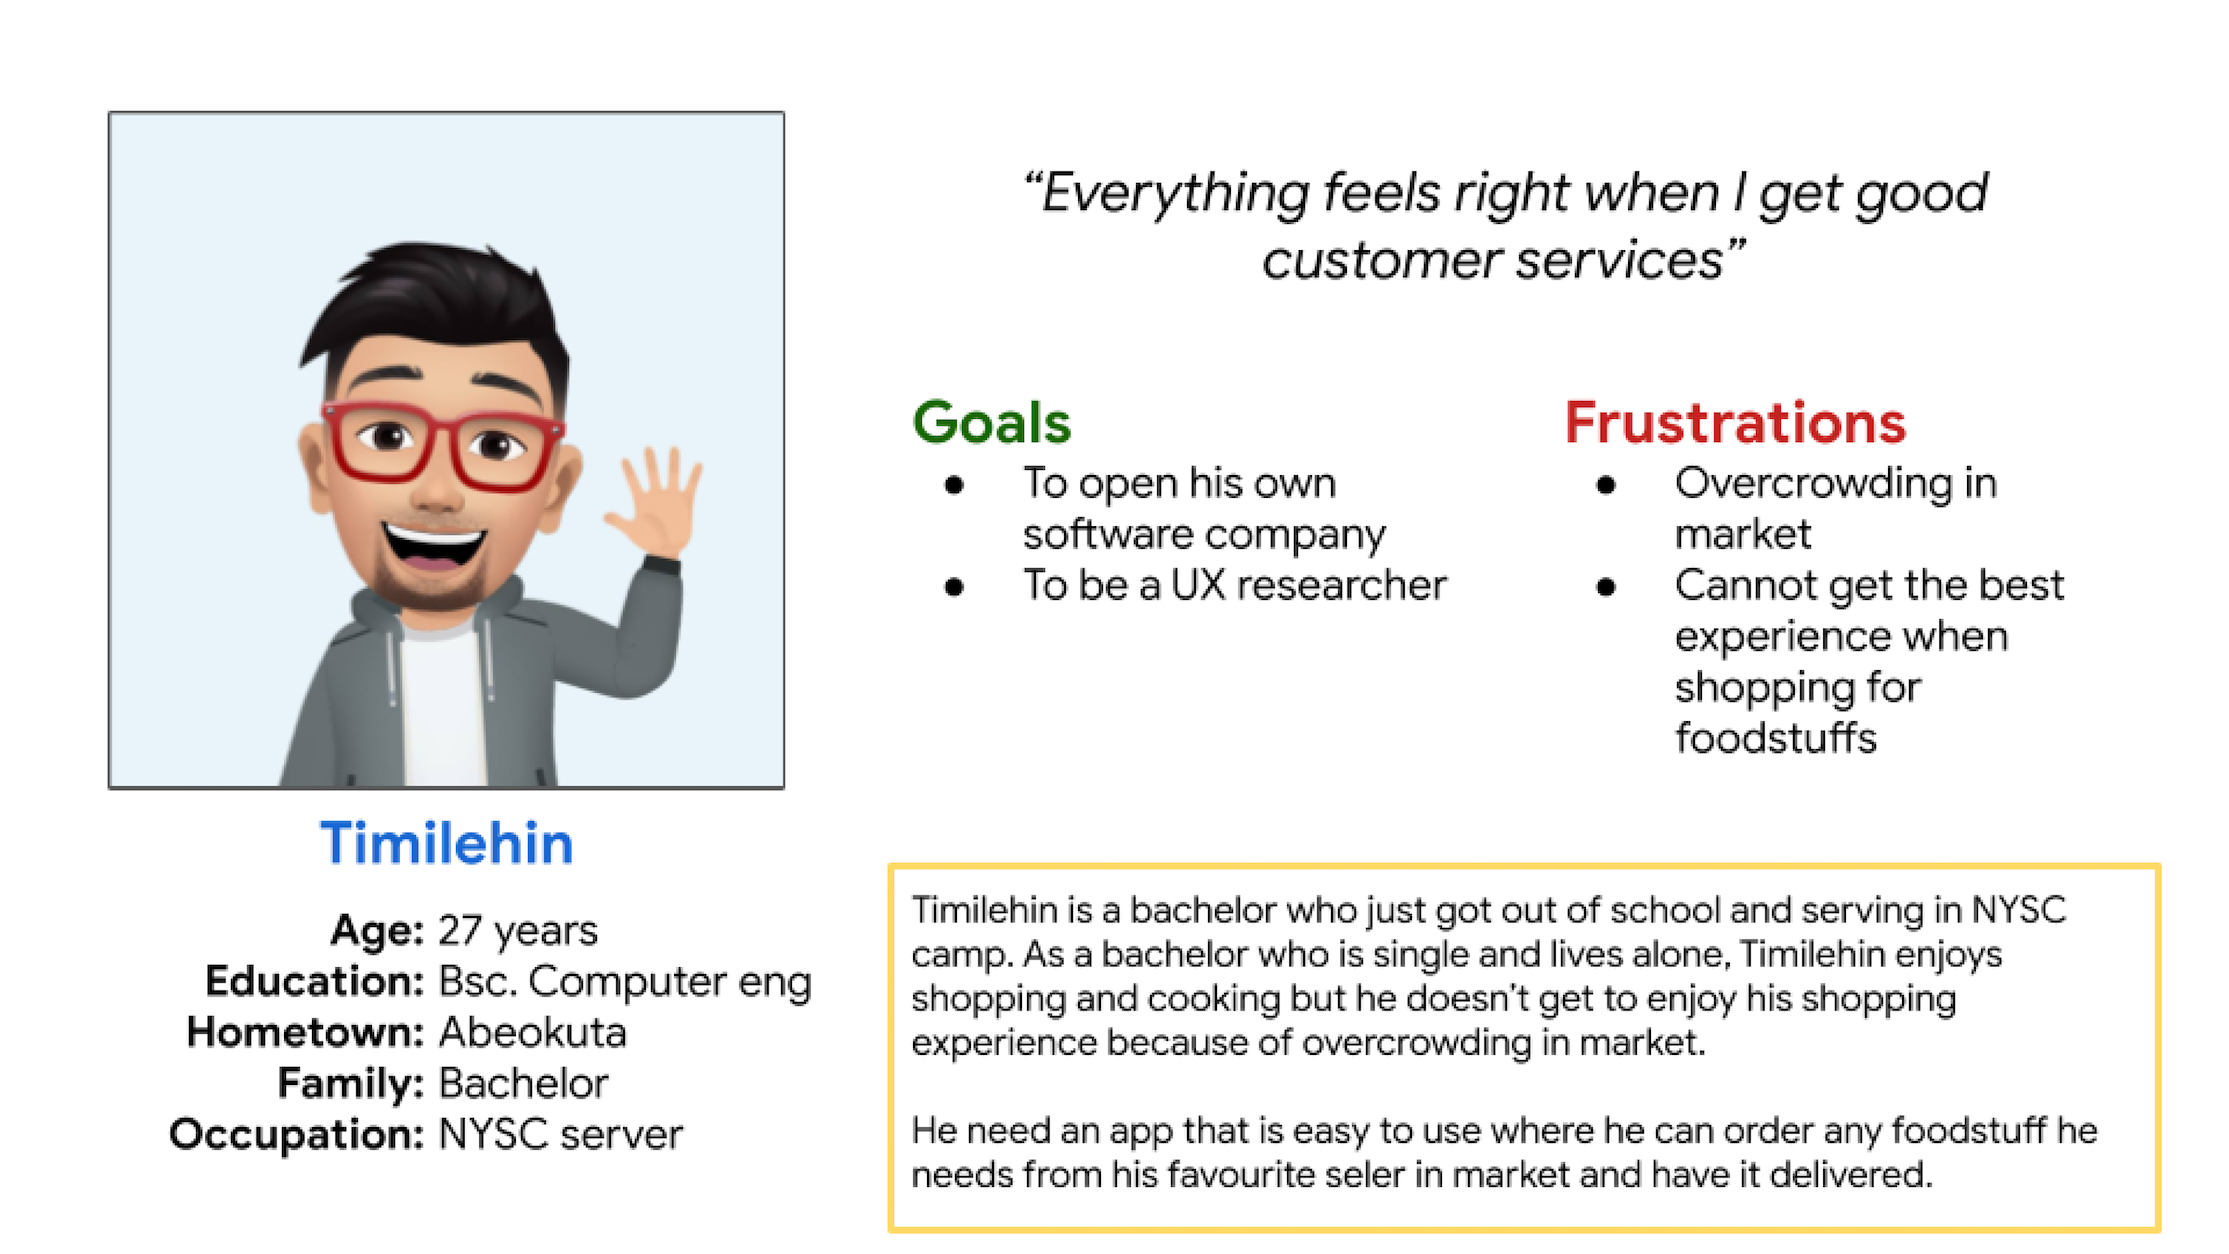 “Everything feels right when I get good
customer services”
Goals
● To open his own
software company
● To be a UX researcher
Frustrations
● Overcrowding in
market
● Cannot get the best
experience when
shopping for
foodstuffs
Timilehin
Age: 27 years
Education: Bsc. Computer eng
Hometown: Abeokuta
Family: Bachelor
Occupation: NYSC server
Timilehin is a bachelor who just got out of school and serving in NYSC
camp. As a bachelor who is single and lives alone, Timilehin enjoys
shopping and cooking but he doesn’t get to enjoy his shopping
experience because of overcrowding in market.
He need an app that is easy to use where he can order any foodstuff he
needs from his favourite seler in market and have it delivered.